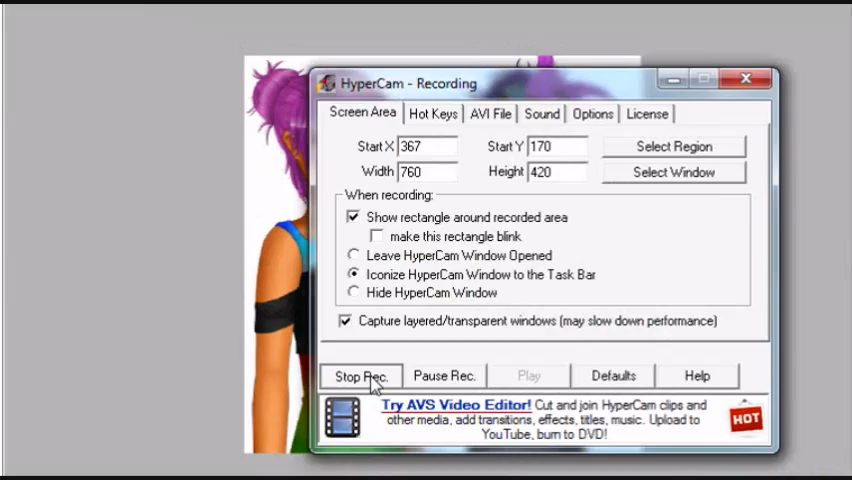 HyperCam - Recording
Screen Area Hot Keys AVI File Sound Options License
Start X 367 Start Y 170 Select Region
Width 760 Height 420 Select Window
When recording:
Show rectangle around recorded area
make this rectangle blink
Leave HyperCam Window Opened
Iconize HyperCam Window to the Task Bar
Hide HyperCam Window
Capture layered/transparent windows (may slow down performance)
Stop Rec. Pause Rec. Play Defaults Help
Try AVS Video Editor! Cut and join HyperCam clips and
other media, add transitions, effects, titles, music. Upload to
YouTube, burn to DVD!
HOT